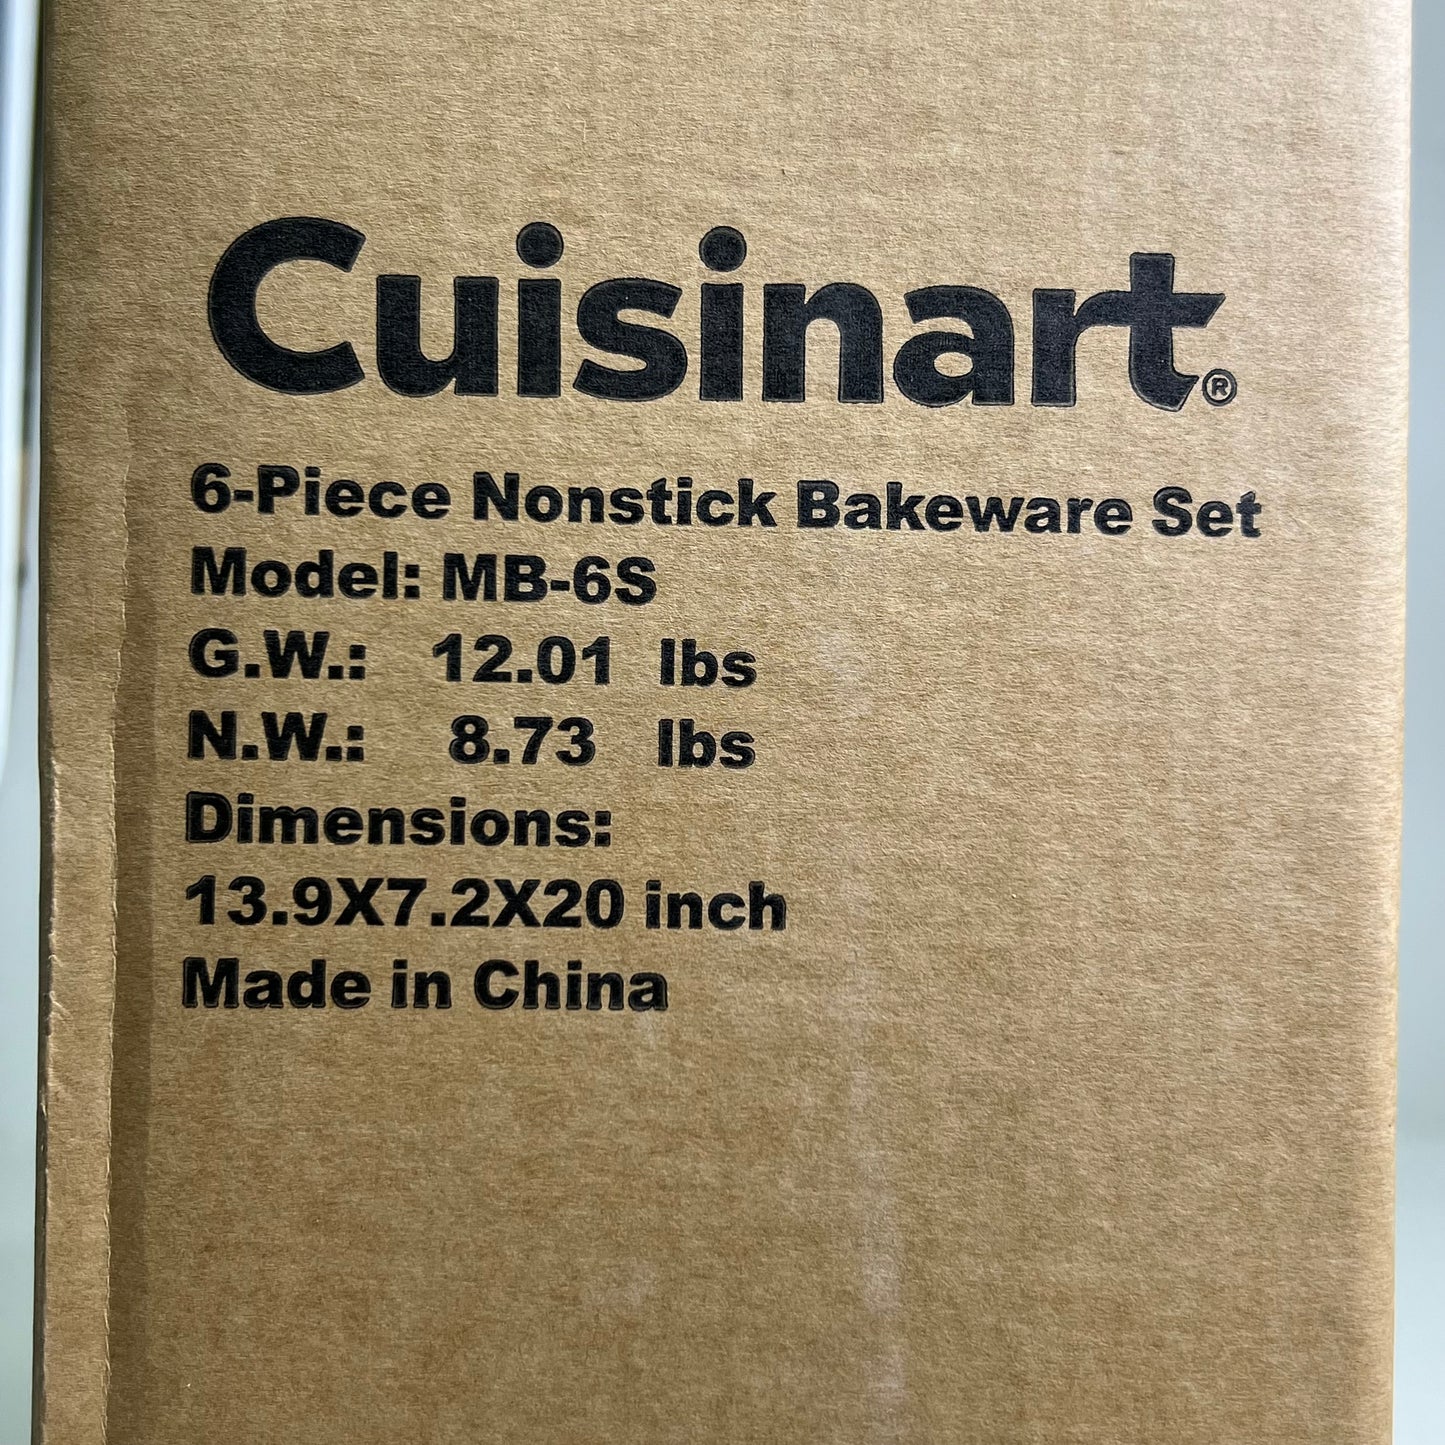 Cuisinart®
6-Piece Nonstick Bakeware Set
Model: MB-6S
G.W.: 12.01 lbs
N.W.: 8.73 lbs
Dimensions:
13.9X7.2X20 inch
Made in China